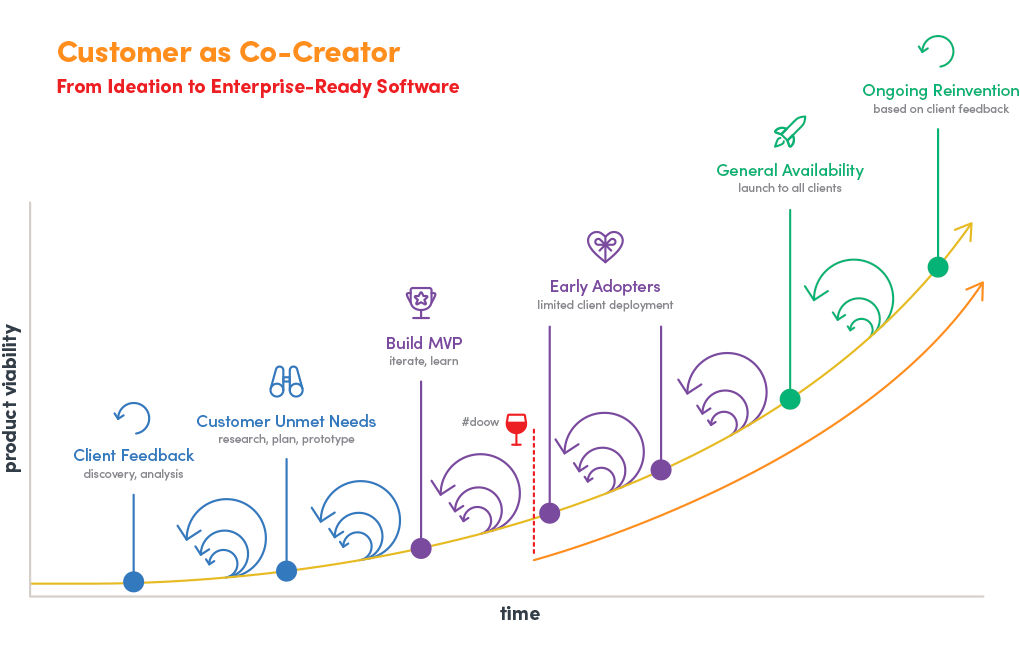 Customer as Co-Creator
From Ideation to Enterprise-Ready Software
Ongoing Reinvention
based on client feedback
General Availability
launch to all clients
Early Adopters
limited client deployment
Build MVP
iterate, learn
#doow
Customer Unmet Needs
research, plan, prototype
Client Feedback
discovery, analysis
product viability
time